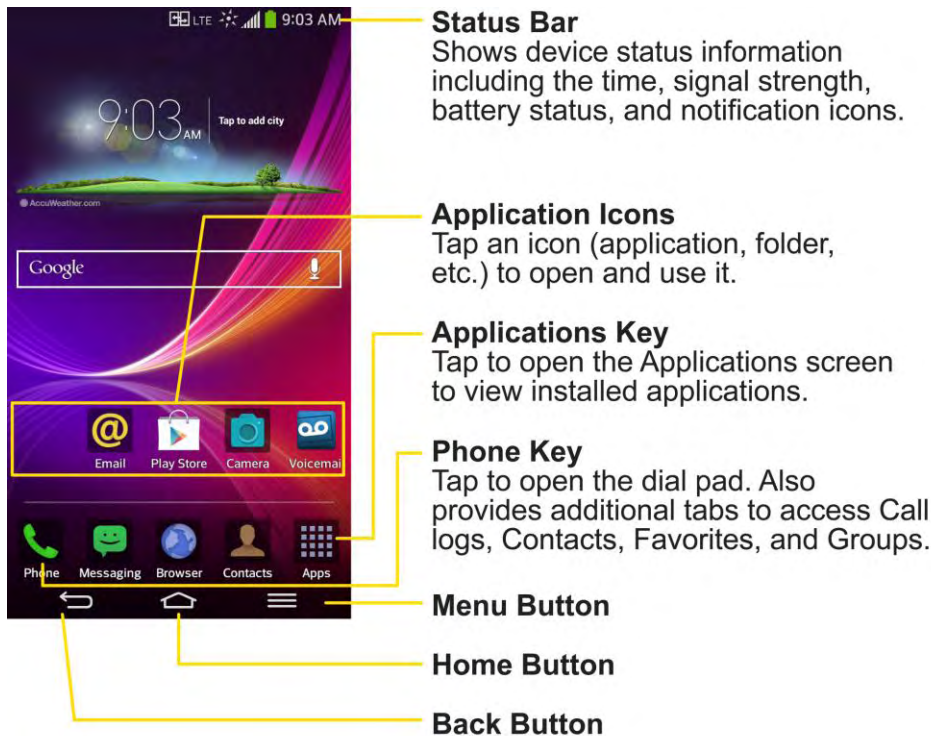 LTE 9:03 AM
9:03 AM Tap to add city
AccuWeather.com
Google
Email Play Store Camera Voicemai
Phone Messaging Browser Contacts Apps
Status Bar
Shows device status information
including the time, signal strength,
battery status, and notification icons.
Application Icons
Tap an icon (application, folder,
etc.) to open and use it.
Applications Key
Tap to open the Applications screen
to view installed applications.
Phone Key
Tap to open the dial pad. Also
provides additional tabs to access Call
logs, Contacts, Favorites, and Groups.
Menu Button
Home Button
Back Button